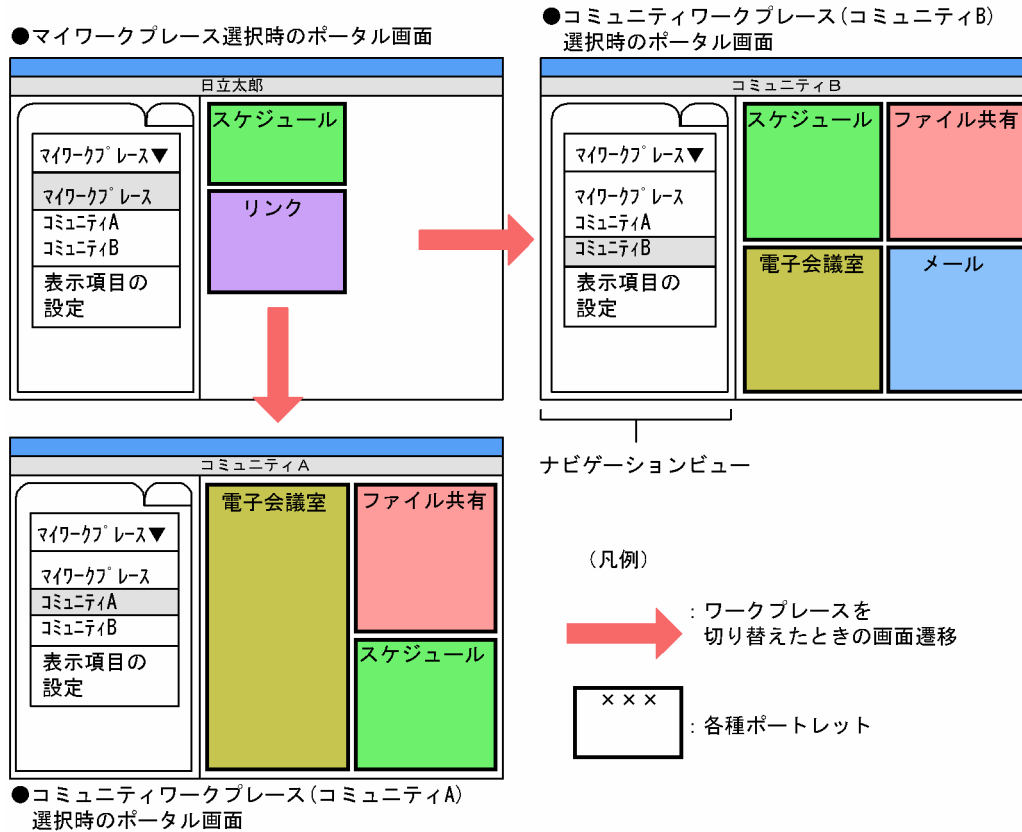 ●マイワークプレース選択時のポータル画面
日立太郎
マイワークプレース▼
マイワークプレース
コミュニティA
コミュニティB
表示項目の
設定
スケジュール
リンク
●コミュニティワークプレース(コミュニティB)
選択時のポータル画面
コミュニティB
マイワークプレース▼
マイワークプレース
コミュニティA
コミュニティB
表示項目の
設定
スケジュール
ファイル共有
電子会議室
メール
ナビゲーションビュー
コミュニティA
マイワークプレース▼
マイワークプレース
コミュニティA
コミュニティB
表示項目の
設定
電子会議室
ファイル共有
スケジュール
●コミュニティワークプレース(コミュニティA)
選択時のポータル画面
(凡例)
:ワークプレースを
切り替えたときの画面遷移
×××
:各種ポートレット